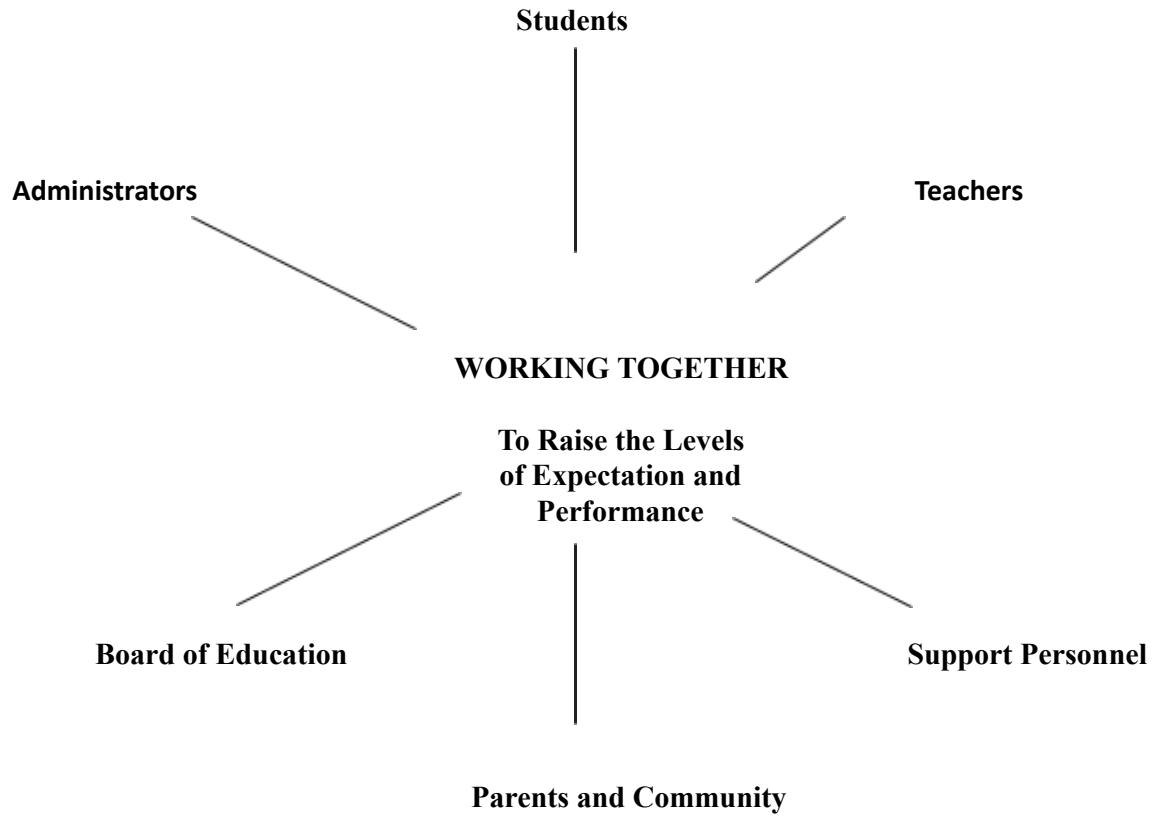 Students
Administrators
Teachers
WORKING TOGETHER
To Raise the Levels
of Expectation and
Performance
Board of Education
Support Personnel
Parents and Community